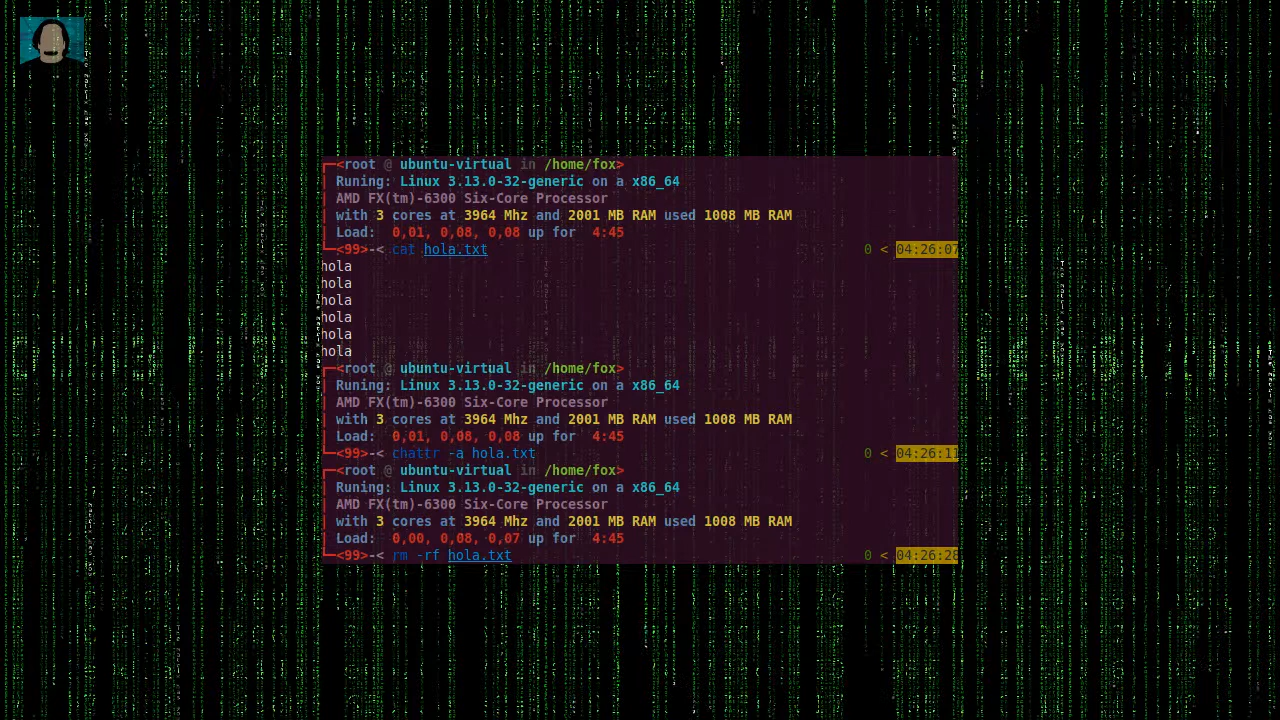 <root @ ubuntu-virtual in /home/fox>
Runing: Linux 3.13.0-32-generic on a x86_64
AMD FX(tm)-6300 Six-Core Processor
with 3 cores at 3964 Mhz and 2001 MB RAM used 1008 MB RAM
Load: 0,01, 0,08, 0,08 up for 4:45
<99>-< cat hola.txt 0 < 04:26:07
hola
hola
hola
hola
hola
hola
<root @ ubuntu-virtual in /home/fox>
Runing: Linux 3.13.0-32-generic on a x86_64
AMD FX(tm)-6300 Six-Core Processor
with 3 cores at 3964 Mhz and 2001 MB RAM used 1008 MB RAM
Load: 0,01, 0,08, 0,08 up for 4:45
<99>-< chattr -a hola.txt 0 < 04:26:11
<root @ ubuntu-virtual in /home/fox>
Runing: Linux 3.13.0-32-generic on a x86_64
AMD FX(tm)-6300 Six-Core Processor
with 3 cores at 3964 Mhz and 2001 MB RAM used 1008 MB RAM
Load: 0,00, 0,08, 0,07 up for 4:45
<99>-< rm -rf hola.txt 0 < 04:26:28